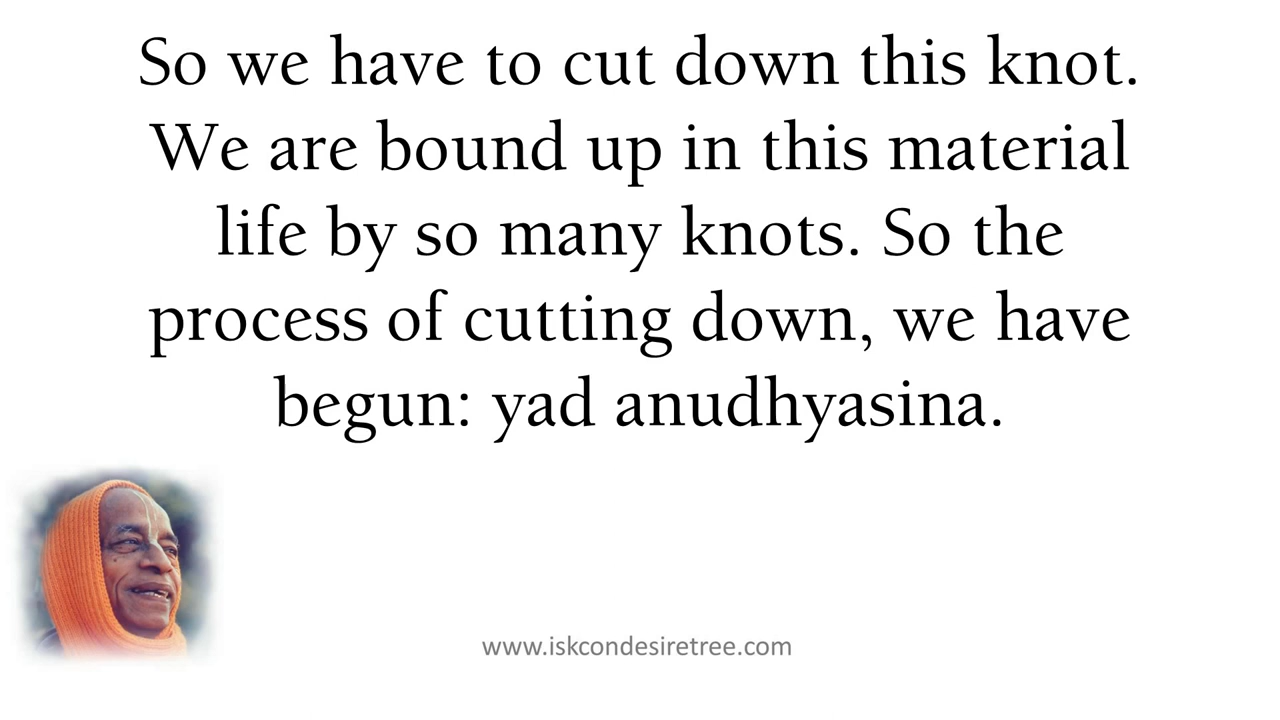 So we have to cut down this knot.
We are bound up in this material
life by so many knots. So the
process of cutting down, we have
begun: yad anudhyasina.
www.iskcondesiretree.com